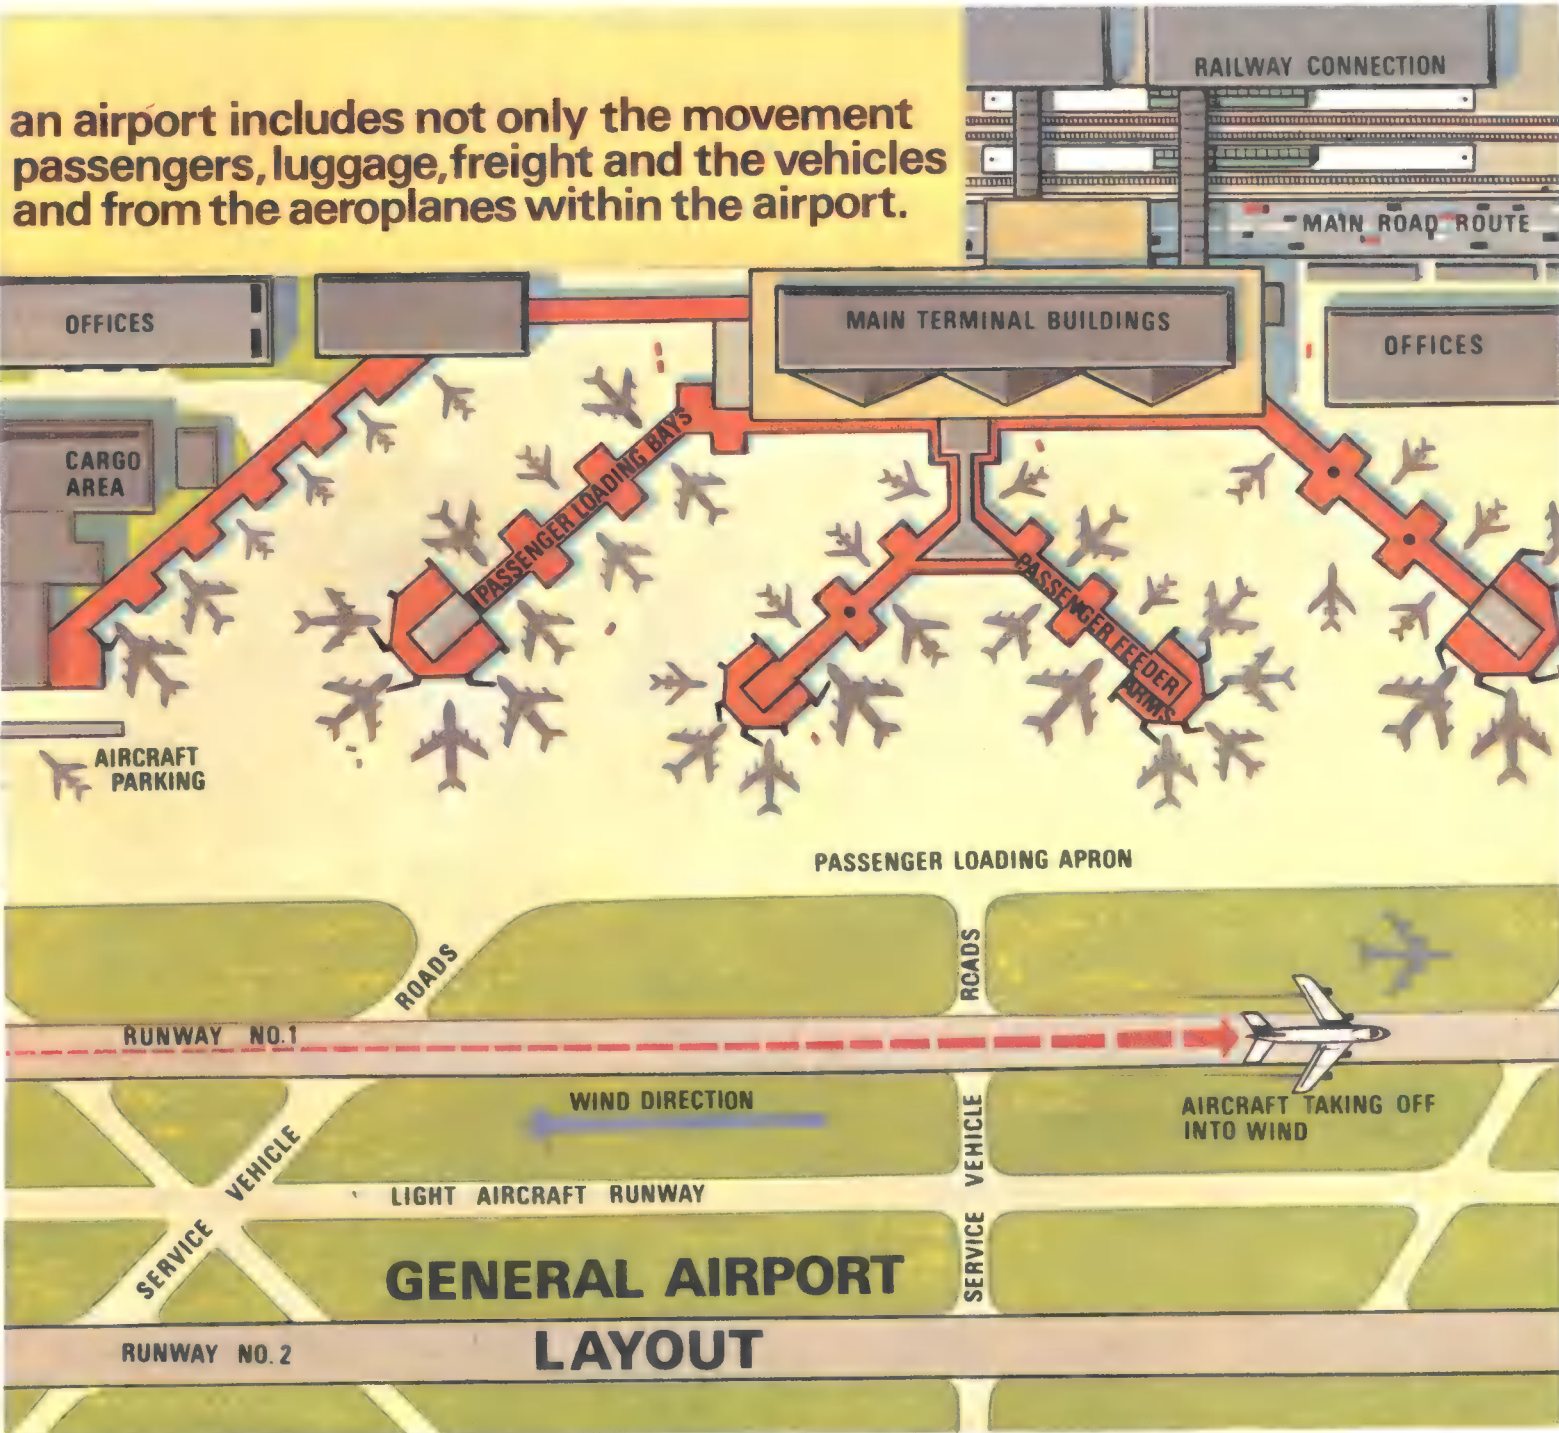 an airport includes not only the movement
passengers, luggage, freight and the vehicles
and from the aeroplanes within the airport.
RAILWAY CONNECTION
MAIN ROAD ROUTE
OFFICES
MAIN TERMINAL BUILDINGS
OFFICES
CARGO
AREA
PASSENGER LOADING BAYS
PASSENGER FEEDER
ARMS
AIRCRAFT
PARKING
PASSENGER LOADING APRON
ROADS
ROADS
RUNWAY NO.1
WIND DIRECTION
AIRCRAFT TAKING OFF
INTO WIND
SERVICE VEHICLE
SERVICE VEHICLE
LIGHT AIRCRAFT RUNWAY
GENERAL AIRPORT
LAYOUT
RUNWAY NO.2